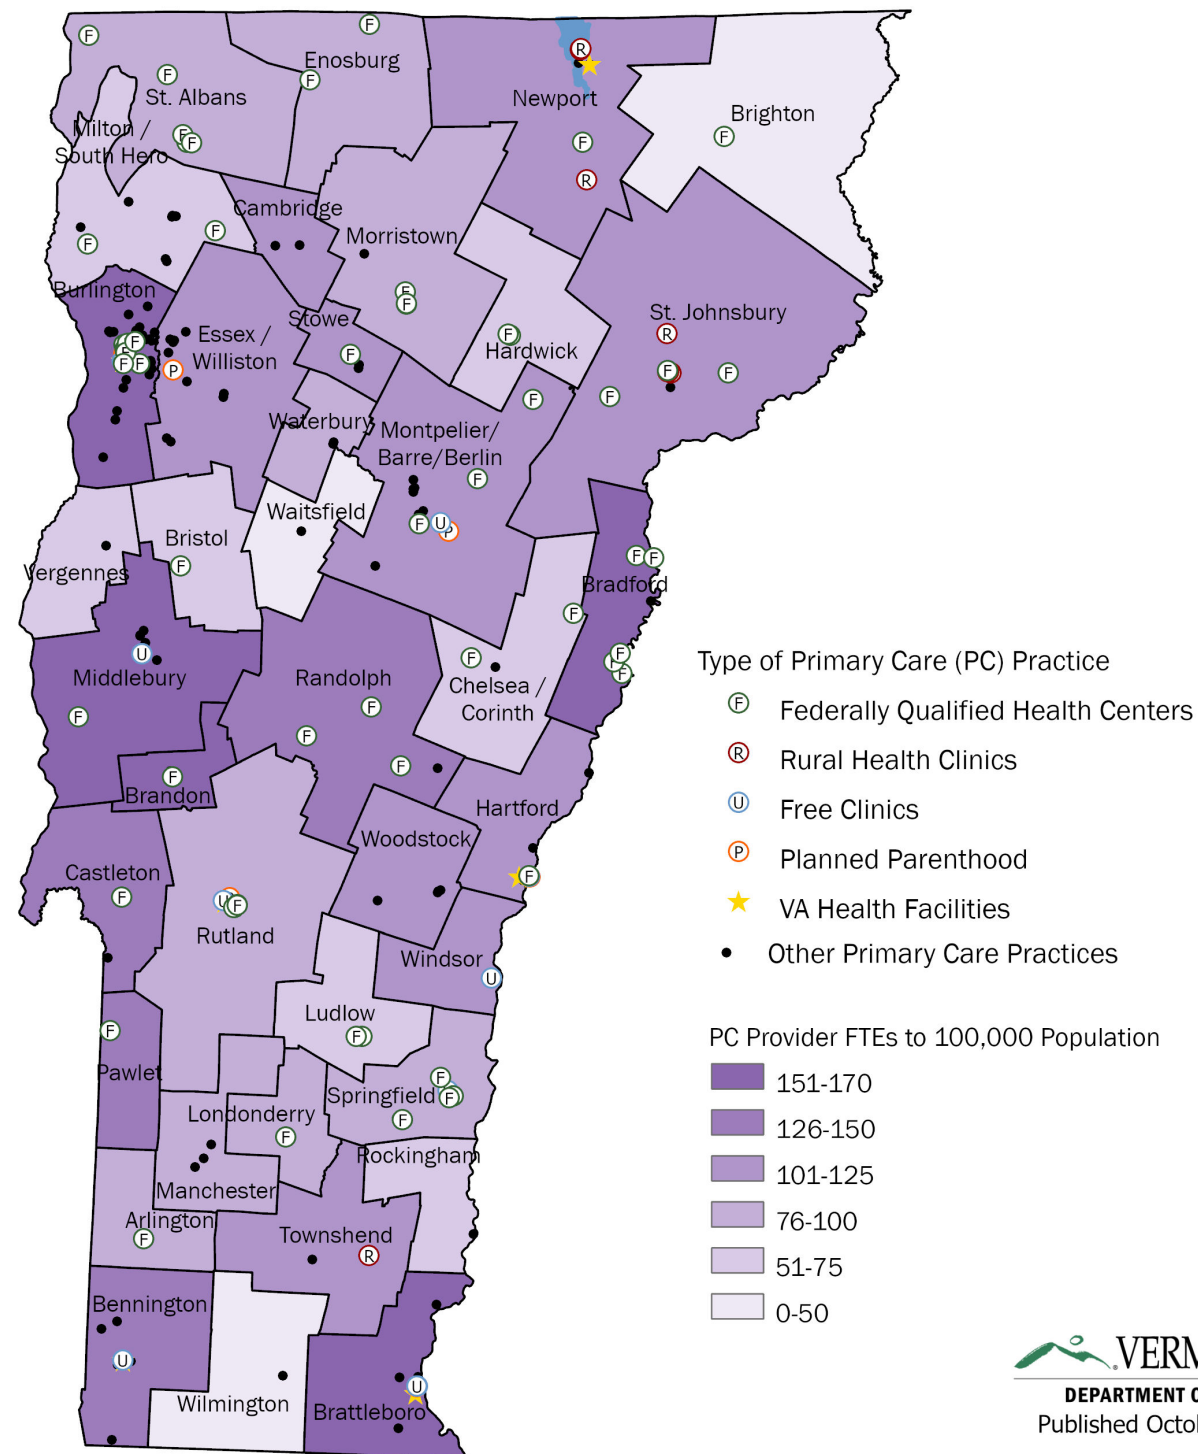 Enosburg
St. Albans
Newport
Brighton
Milton /
South Hero
Cambridge
Morristown
Burlington
St. Johnsbury
Stowe
Essex /
Williston
Hardwick
Waterbury
Montpelier/
Barre/Berlin
Waitsfield
Bristol
Vergennes
Bradford
Middlebury
Randolph
Chelsea /
Corinth
Brandon
Hartford
Woodstock
Castleton
Rutland
Windsor
Ludlow
Pawlet
Springfield
Londonderry
Rockingham
Manchester
Arlington
Townshend
Bennington
Wilmington
Brattleboro
Type of Primary Care (PC) Practice
F Federally Qualified Health Centers
R Rural Health Clinics
U Free Clinics
P Planned Parenthood
VA Health Facilities
Other Primary Care Practices
PC Provider FTEs to 100,000 Population
151-170
126-150
101-125
76-100
51-75
0-50
VERM
DEPARTMENT O
Published Octob